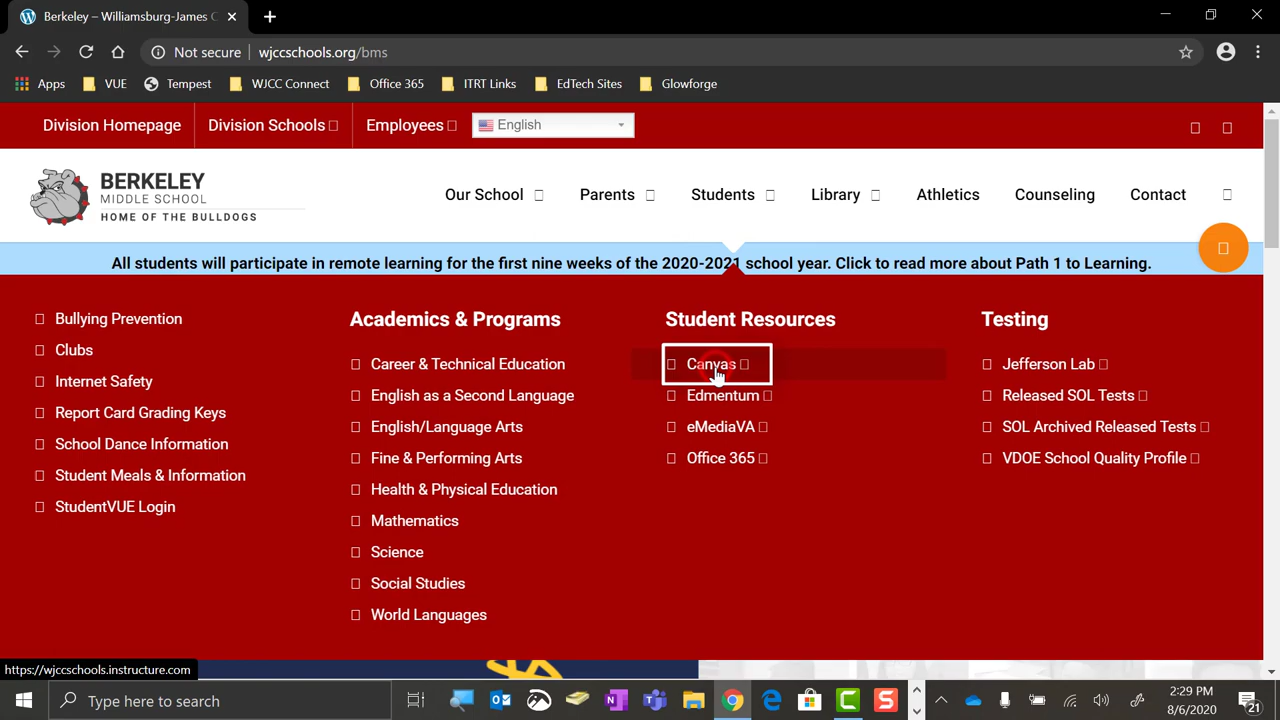 Berkeley – Williamsburg-James C
Not secure wjccschools.org/bms
Apps VUE Tempest WJCC Connect Office 365 ITRT Links EdTech Sites Glowforge
Division Homepage Division Schools Employees English
BERKELEY
MIDDLE SCHOOL
HOME OF THE BULLDOGS
Our School Parents Students Library Athletics Counseling Contact
All students will participate in remote learning for the first nine weeks of the 2020-2021 school year. Click to read more about Path 1 to Learning.
Bullying Prevention
Clubs
Internet Safety
Report Card Grading Keys
School Dance Information
Student Meals & Information
StudentVUE Login
Academics & Programs
Career & Technical Education
English as a Second Language
English/Language Arts
Fine & Performing Arts
Health & Physical Education
Mathematics
Science
Social Studies
World Languages
Student Resources
Canvas
Edmentum
eMediaVA
Office 365
Testing
Jefferson Lab
Released SOL Tests
SOL Archived Released Tests
VDOE School Quality Profile
https://wjccschools.instructure.com
Type here to search
2:29 PM
8/6/2020
21